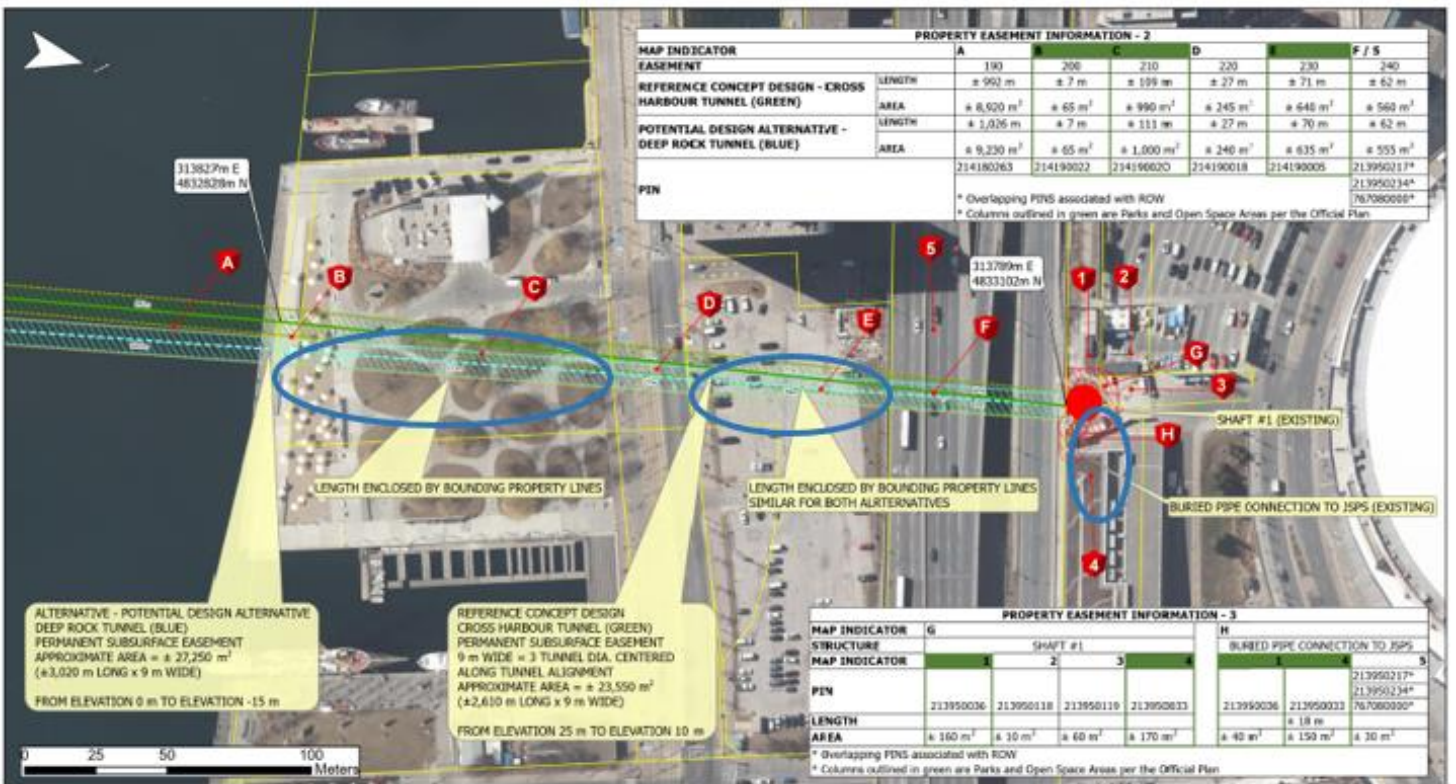 PROPERTY EASEMENT INFORMATION - 2
MAP INDICATOR A B C D E F / 5
EASEMENT 190 200 210 220 230 240
REFERENCE CONCEPT DESIGN - CROSS HARBOUR TUNNEL (GREEN) LENGTH ± 992 m ± 7 m ± 109 m ± 27 m ± 71 m ± 62 m
AREA ± 8,920 m² ± 65 m² ± 990 m² ± 245 m² ± 640 m² ± 560 m²
POTENTIAL DESIGN ALTERNATIVE - DEEP ROCK TUNNEL (BLUE) LENGTH ± 1,026 m ± 7 m ± 111 m ± 27 m ± 70 m ± 62 m
AREA ± 9,230 m² ± 65 m² ± 1,000 m² ± 240 m² ± 635 m² ± 555 m²
PIN 214180263 214190022 214190020 214190018 214190005 213950217*
213950234*
767080000*
* Overlapping PINS associated with ROW
* Columns outlined in green are Parks and Open Space Areas per the Official Plan
313827m E
4832828m N
A
B
C
D
E
5
313789m E
4833102m N
F
1
2
G
3
SHAFT #1 (EXISTING)
H
LENGTH ENCLOSED BY BOUNDING PROPERTY LINES
LENGTH ENCLOSED BY BOUNDING PROPERTY LINES
SIMILAR FOR BOTH ALRTERNATIVES
BURIED PIPE CONNECTION TO JSPS (EXISTING)
4
ALTERNATIVE - POTENTIAL DESIGN ALTERNATIVE
DEEP ROCK TUNNEL (BLUE)
PERMANENT SUBSURFACE EASEMENT
APPROXIMATE AREA = ± 27,250 m²
(±3,020 m LONG x 9 m WIDE)
FROM ELEVATION 0 m TO ELEVATION -15 m
REFERENCE CONCEPT DESIGN
CROSS HARBOUR TUNNEL (GREEN)
PERMANENT SUBSURFACE EASEMENT
9 m WIDE = 3 TUNNEL DIA. CENTERED
ALONG TUNNEL ALIGNMENT
APPROXIMATE AREA = ± 23,550 m²
(±2,610 m LONG x 9 m WIDE)
FROM ELEVATION 25 m TO ELEVATION 10 m
PROPERTY EASEMENT INFORMATION - 3
MAP INDICATOR G H
STRUCTURE SHAFT #1 BURIED PIPE CONNECTION TO JSPS
MAP INDICATOR 1 2 3 4 1 4 5
213950217*
213950234*
PIN 213950036 213950118 213950119 213950033 213950036 213950033 767080000*
LENGTH ± 18 m
AREA ± 160 m² ± 10 m² ± 60 m² ± 170 m² ± 40 m² ± 150 m² ± 30 m²
* Overlapping PINS associated with ROW
* Columns outlined in green are Parks and Open Space Areas per the Official Plan
0 25 50 100
Meters